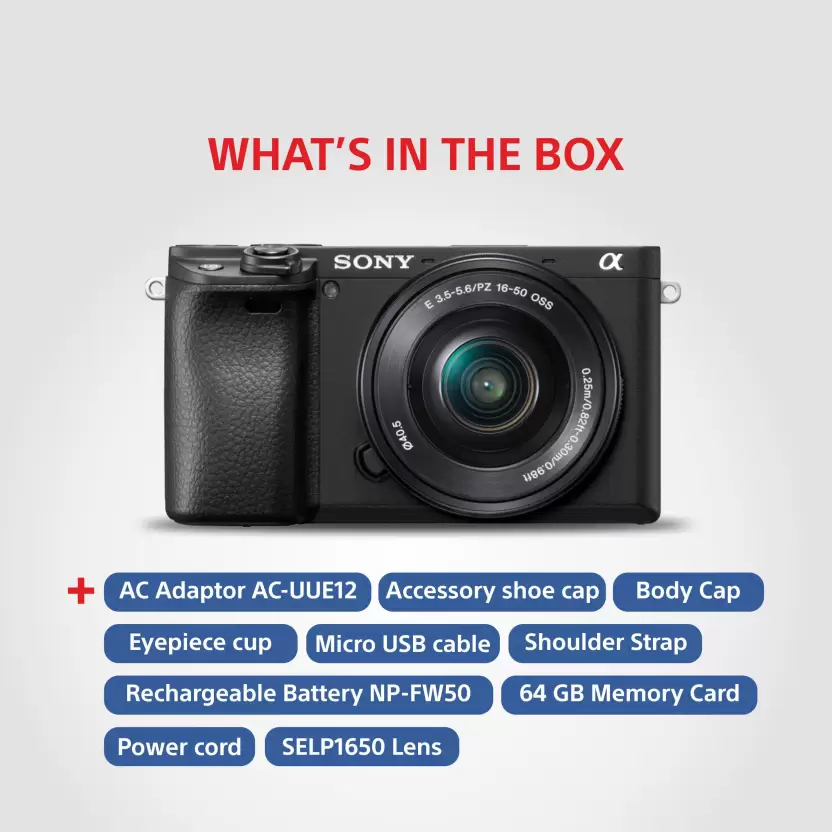 WHAT'S IN THE BOX
SONY α
E 3.5-5.6/PZ 16-50 OSS
0.25m/0.82ft-0.30m/0.98ft
Ø40.5
+ AC Adaptor AC-UUE12 Accessory shoe cap Body Cap
Eyepiece cup Micro USB cable Shoulder Strap
Rechargeable Battery NP-FW50 64 GB Memory Card
Power cord SELP1650 Lens